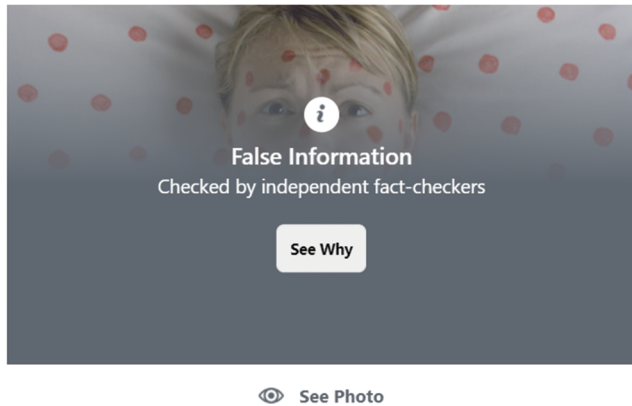 i
False Information
Checked by independent fact-checkers
See Why
See Photo